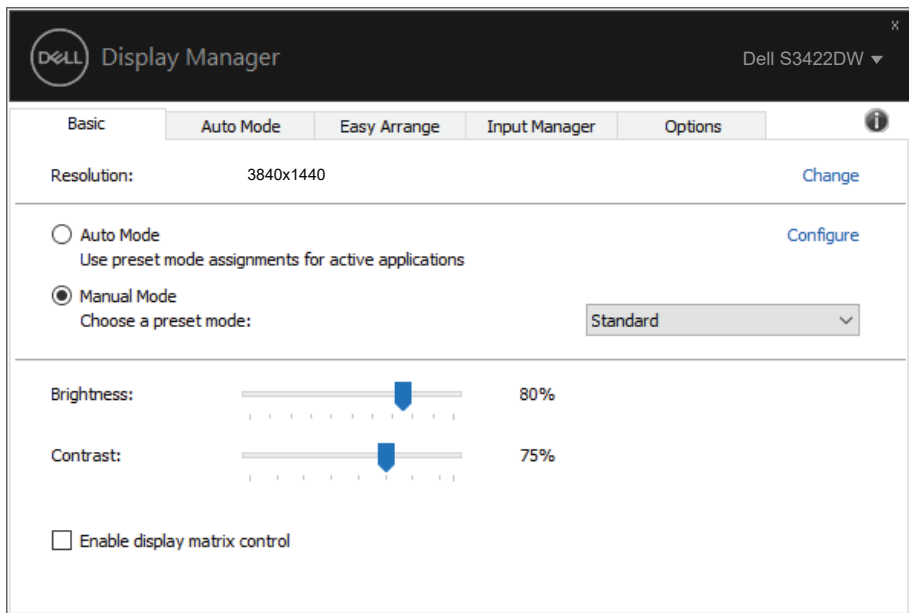 x
DELL Display Manager
Dell S3422DW
Basic Auto Mode Easy Arrange Input Manager Options i
Resolution: 3840x1440 Change
Auto Mode Configure
Use preset mode assignments for active applications
Manual Mode
Choose a preset mode: Standard
Brightness: 80%
Contrast: 75%
Enable display matrix control